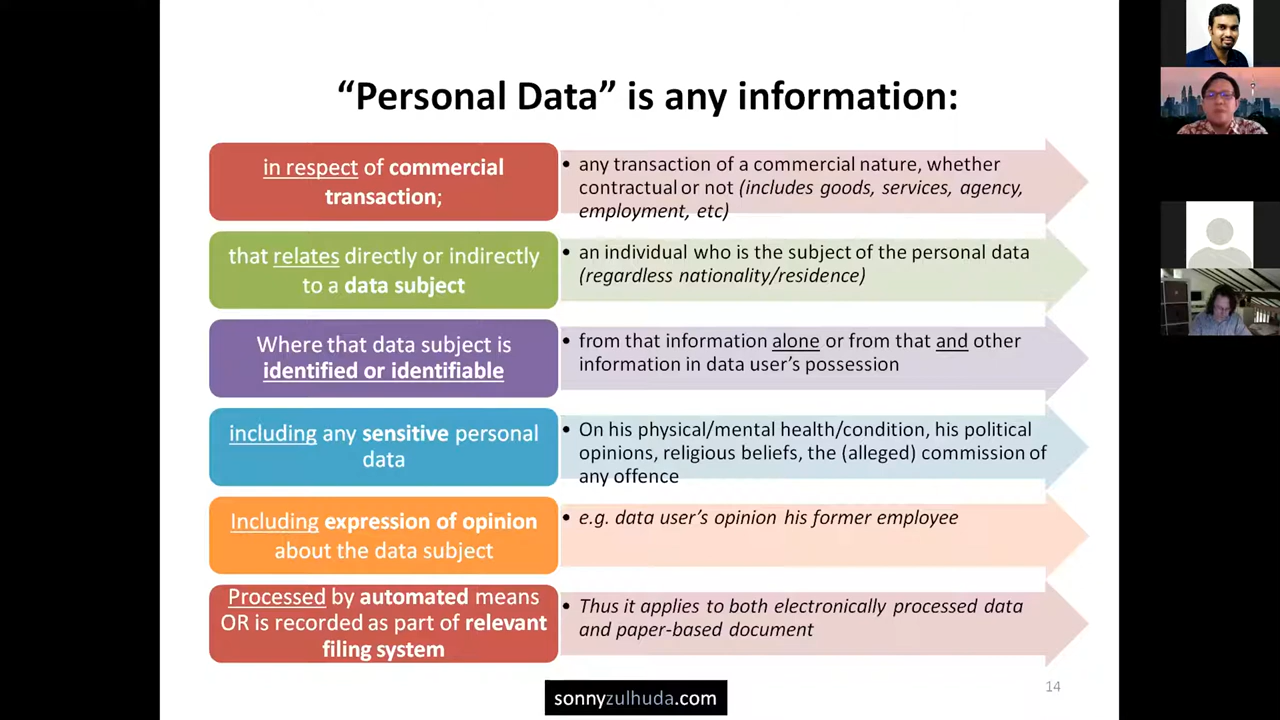 “Personal Data” is any information:
in respect of commercial
transaction;
• any transaction of a commercial nature, whether
contractual or not (includes goods, services, agency,
employment, etc)
that relates directly or indirectly
to a data subject
• an individual who is the subject of the personal data
(regardless nationality/residence)
Where that data subject is
identified or identifiable
• from that information alone or from that and other
information in data user’s possession
including any sensitive personal
data
• On his physical/mental health/condition, his political
opinions, religious beliefs, the (alleged) commission of
any offence
Including expression of opinion
about the data subject
• e.g. data user’s opinion his former employee
Processed by automated means
OR is recorded as part of relevant
filing system
• Thus it applies to both electronically processed data
and paper-based document
sonnyzulhuda.com
14